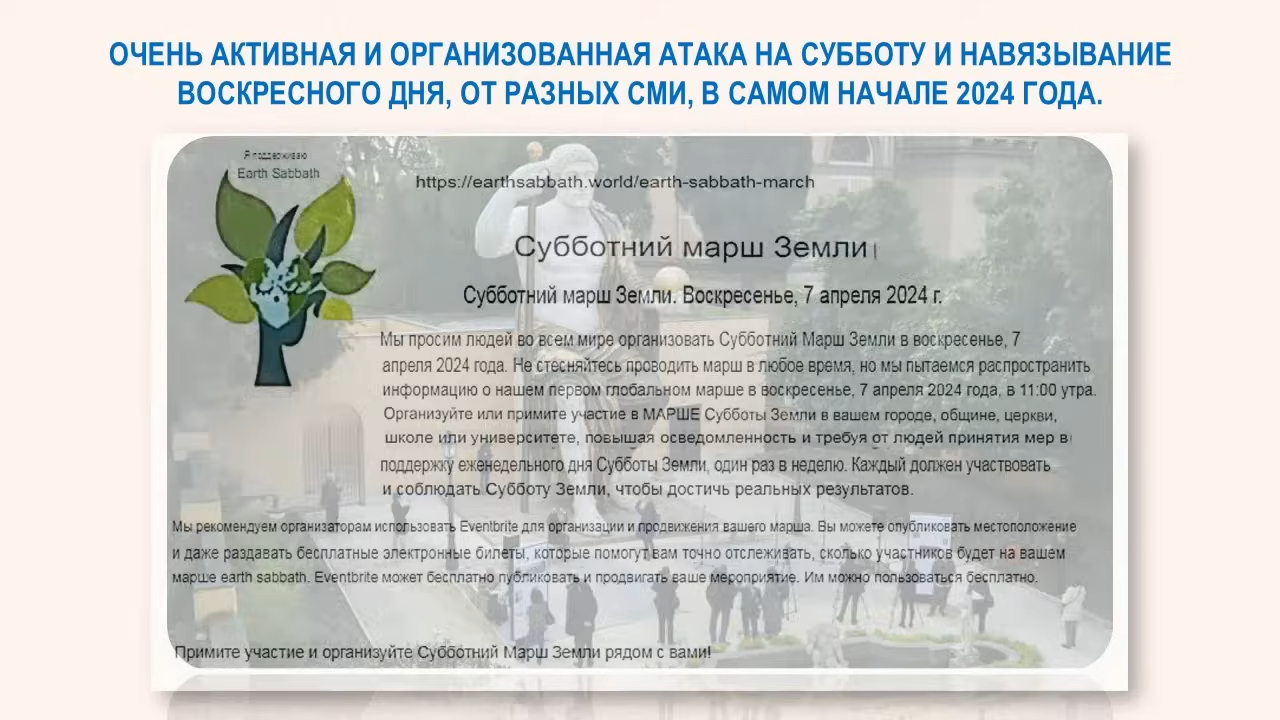 ОЧЕНЬ АКТИВНАЯ И ОРГАНИЗОВАННАЯ АТАКА НА СУББОТУ И НАВЯЗЫВАНИЕ
ВОСКРЕСНОГО ДНЯ, ОТ РАЗНЫХ СМИ, В САМОМ НАЧАЛЕ 2024 ГОДА.
Я поддерживаю
Earth Sabbath
https://earthsabbath.world/earth-sabbath-march
Субботний марш Земли
Субботний марш Земли. Воскресенье, 7 апреля 2024 г.
Мы просим людей во всем мире организовать Субботний Марш Земли в воскресенье, 7
апреля 2024 года. Не стесняйтесь проводить марш в любое время, но мы пытаемся распространить
информацию о нашем первом глобальном марше в воскресенье, 7 апреля 2024 года, в 11:00 утра.
Организуйте или примите участие в МАРШЕ Субботы Земли в вашем городе, общине, церкви,
школе или университете, повышая осведомленность и требуя от людей принятия мер в
поддержку еженедельного дня Субботы Земли, один раз в неделю. Каждый должен участвовать
и соблюдать Субботу Земли, чтобы достичь реальных результатов.
Мы рекомендуем организаторам использовать Eventbrite для организации и продвижения вашего марша. Вы можете опубликовать местоположение
и даже раздавать бесплатные электронные билеты, которые помогут вам точно отслеживать, сколько участников будет на вашем
марше earth sabbath. Eventbrite может бесплатно публиковать и продвигать ваше мероприятие. Им можно пользоваться бесплатно.
Примите участие и организуйте Субботний Марш Земли рядом с вами!